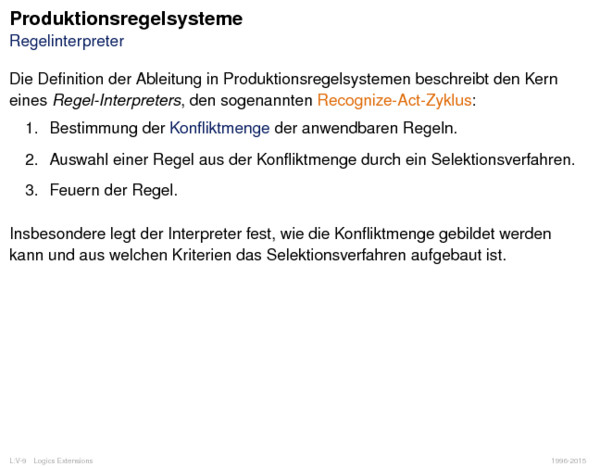 Produktionsregelsysteme
Regelinterpreter
Die Definition der Ableitung in Produktionsregelsystemen beschreibt den Kern
eines Regel-Interpreters, den sogenannten Recognize-Act-Zyklus:
1. Bestimmung der Konfliktmenge der anwendbaren Regeln.
2. Auswahl einer Regel aus der Konfliktmenge durch ein Selektionsverfahren.
3. Feuern der Regel.
Insbesondere legt der Interpreter fest, wie die Konfliktmenge gebildet werden
kann und aus welchen Kriterien das Selektionsverfahren aufgebaut ist.
L:V-9 Logics Extensions 1996-2015